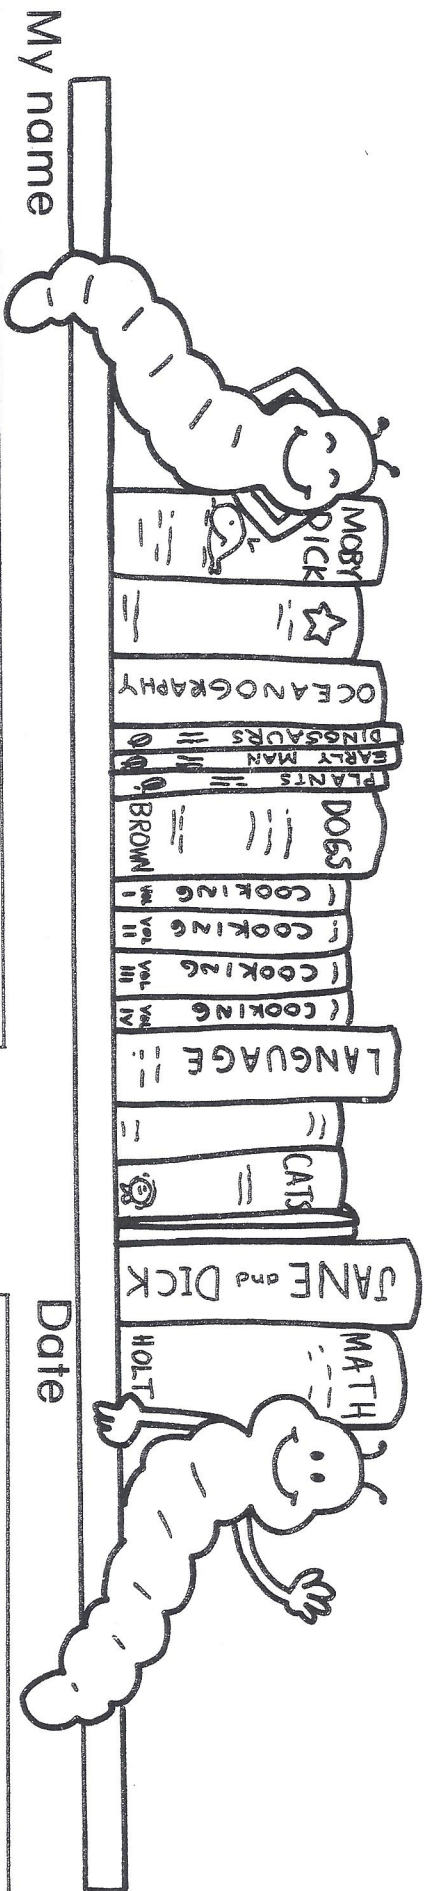 MOBY
DICK
OCEANOGRAPHY
DINOSAURS
EARLY MAN
PLANTS
DOGS
BROWN
COOKING
VOL
I
COOKING
VOL
II
COOKING
VOL
III
COOKING
VOL
IV
LANGUAGE
CATS
JANE and DICK
MATH
HOLT
My name
Date